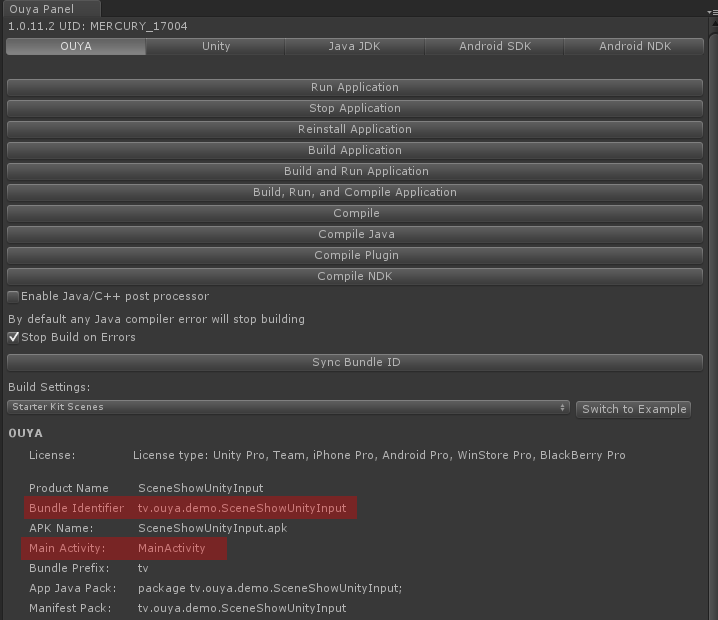 Ouya Panel
1.0.11.2 UID: MERCURY_17004
OUYA Unity Java JDK Android SDK Android NDK
Run Application
Stop Application
Reinstall Application
Build Application
Build and Run Application
Build, Run, and Compile Application
Compile
Compile Java
Compile Plugin
Compile NDK
Enable Java/C++ post processor
By default any Java compiler error will stop building
Stop Build on Errors
Sync Bundle ID
Build Settings:
Starter Kit Scenes Switch to Example
OUYA
License: License type: Unity Pro, Team, iPhone Pro, Android Pro, WinStore Pro, BlackBerry Pro
Product Name SceneShowUnityInput
Bundle Identifier tv.ouya.demo.SceneShowUnityInput
APK Name: SceneShowUnityInput.apk
Main Activity: MainActivity
Bundle Prefix: tv
App Java Pack: package tv.ouya.demo.SceneShowUnityInput;
Manifest Pack: tv.ouya.demo.SceneShowUnityInput